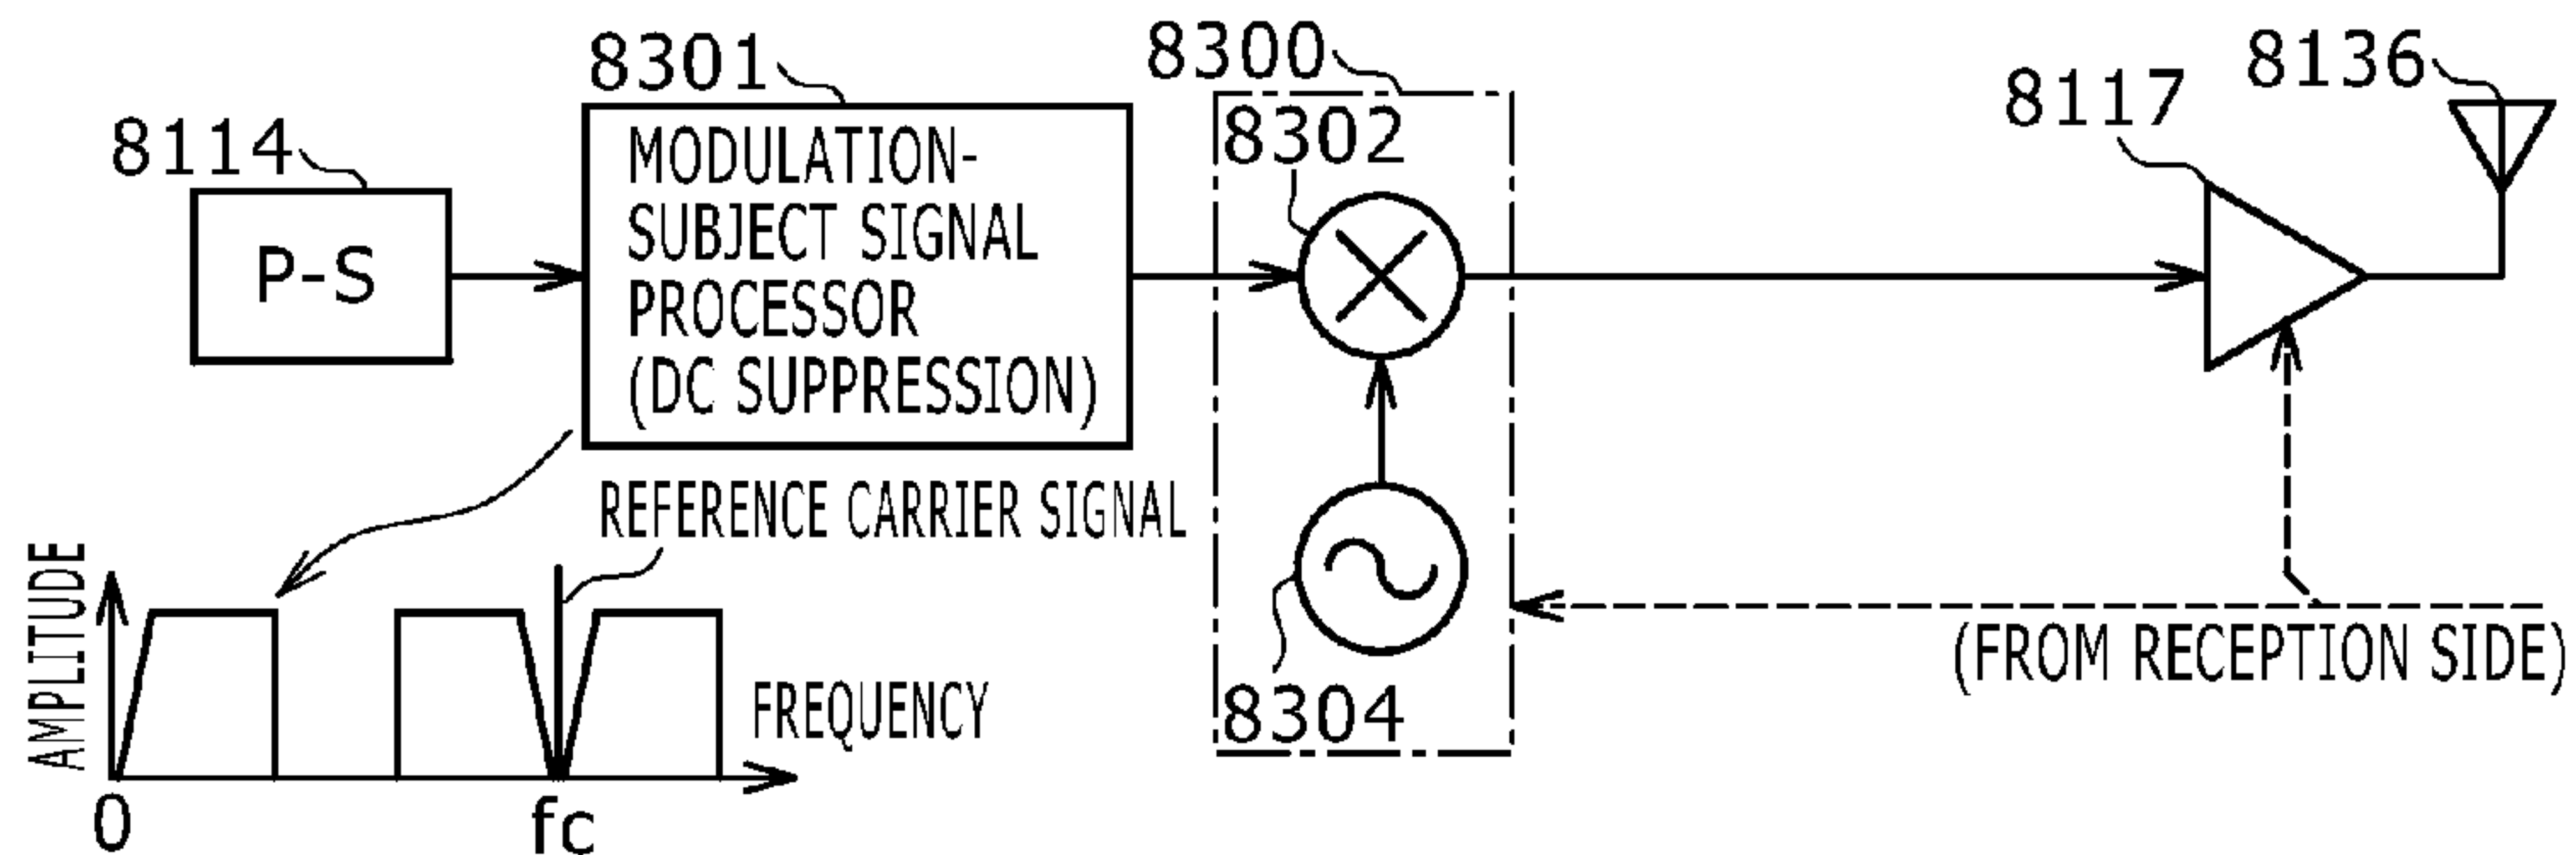 8301
8300
8136
8117
8114
8302
MODULATION-
SUBJECT SIGNAL
PROCESSOR
(DC SUPPRESSION)
P-S
REFERENCE CARRIER SIGNAL
AMPLITUDE
FREQUENCY
(FROM RECEPTION SIDE)
8304
0
fc